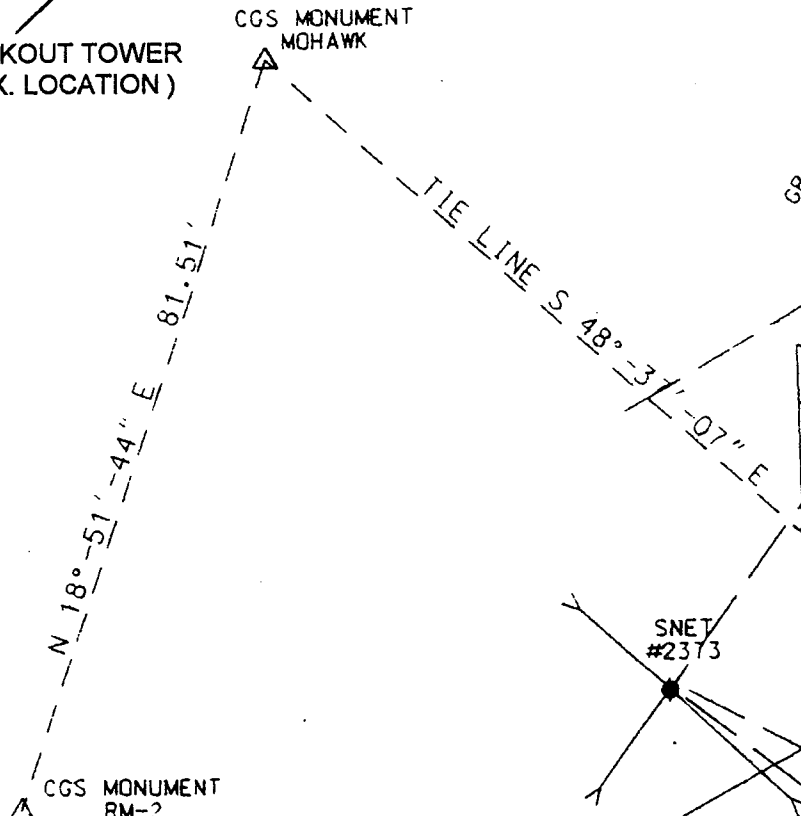 CGS MONUMENT
MOHAWK
KOUT TOWER
. LOCATION )
TIE LINE S 48°-3 '-07" E
N 18°-51'-44" E 81.51'
SNET
#2373
CGS MONUMENT
RM-2